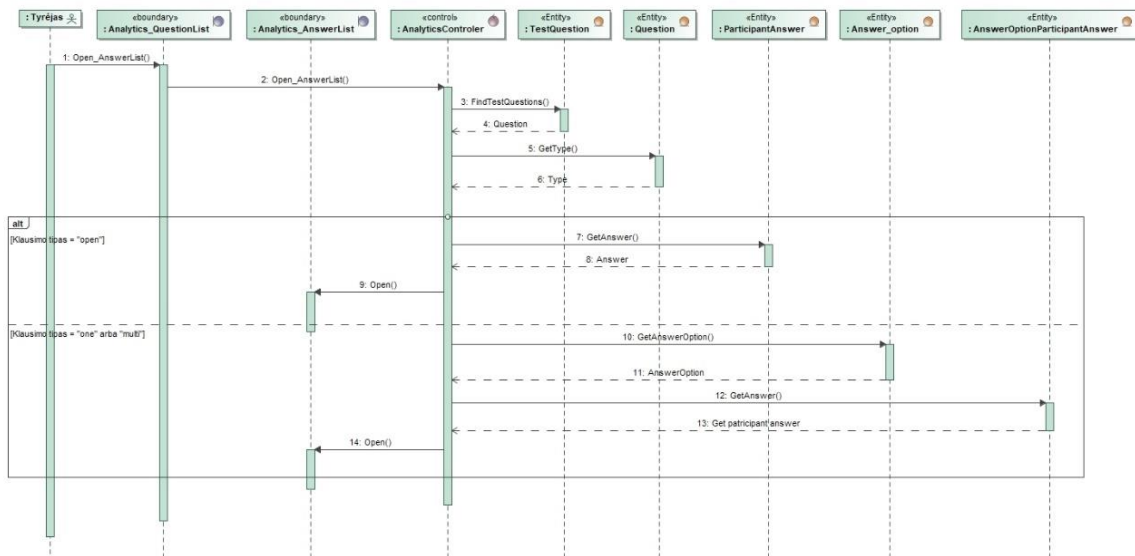 : Tyrėjas
«boundary»
: Analytics_QuestionList
«boundary»
: Analytics_AnswerList
«control»
: AnalyticsControler
«Entity»
: TestQuestion
«Entity»
: Question
«Entity»
: ParticipantAnswer
«Entity»
: Answer_option
«Entity»
: AnswerOptionParticipantAnswer
1: Open_AnswerList()
2: Open_AnswerList()
3: FindTestQuestions()
4: Question
5: GetType()
6: Type
alt
[Klausimo tipas = "open"]
7: GetAnswer()
8: Answer
9: Open()
[Klausimo tipas = "one" arba "multi"]
10: GetAnswerOption()
11: AnswerOption
12: GetAnswer()
13: Get patricipant answer
14: Open()